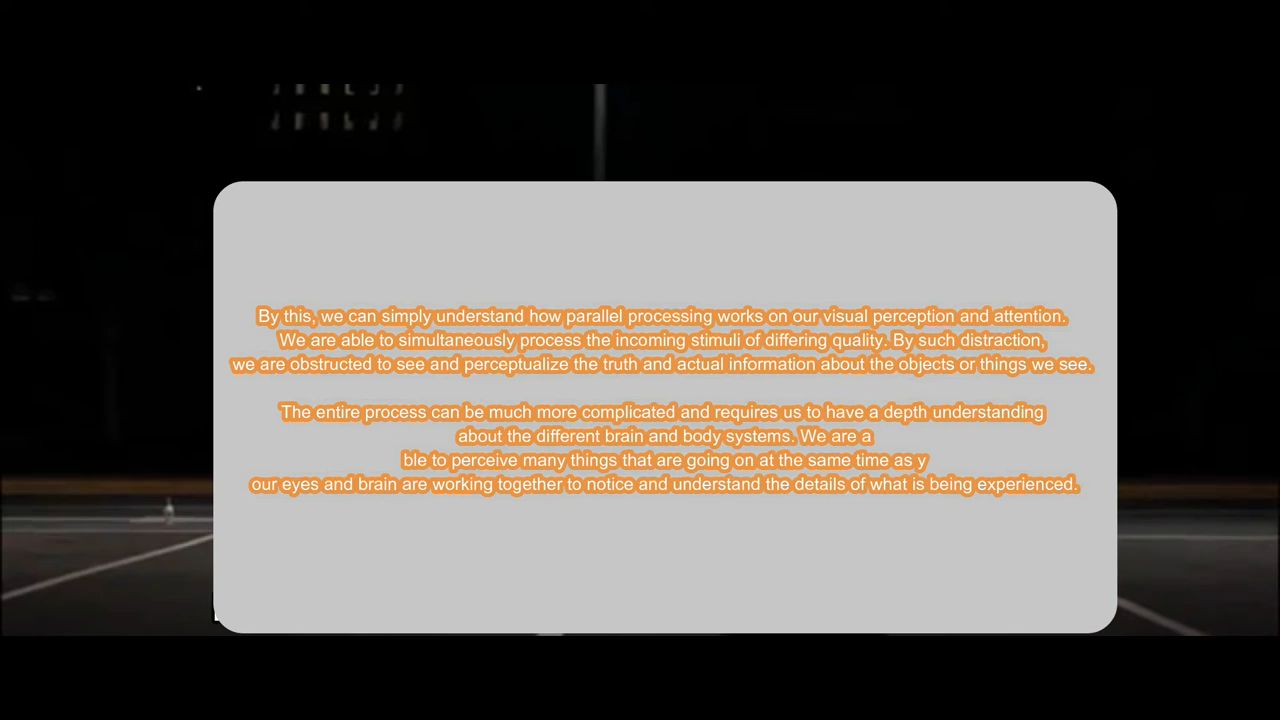 By this, we can simply understand how parallel processing works on our visual perception and attention.
We are able to simultaneously process the incoming stimuli of differing quality. By such distraction,
we are obstructed to see and perceptualize the truth and actual information about the objects or things we see.
The entire process can be much more complicated and requires us to have a depth understanding
about the different brain and body systems. We are a
ble to perceive many things that are going on at the same time as y
our eyes and brain are working together to notice and understand the details of what is being experienced.